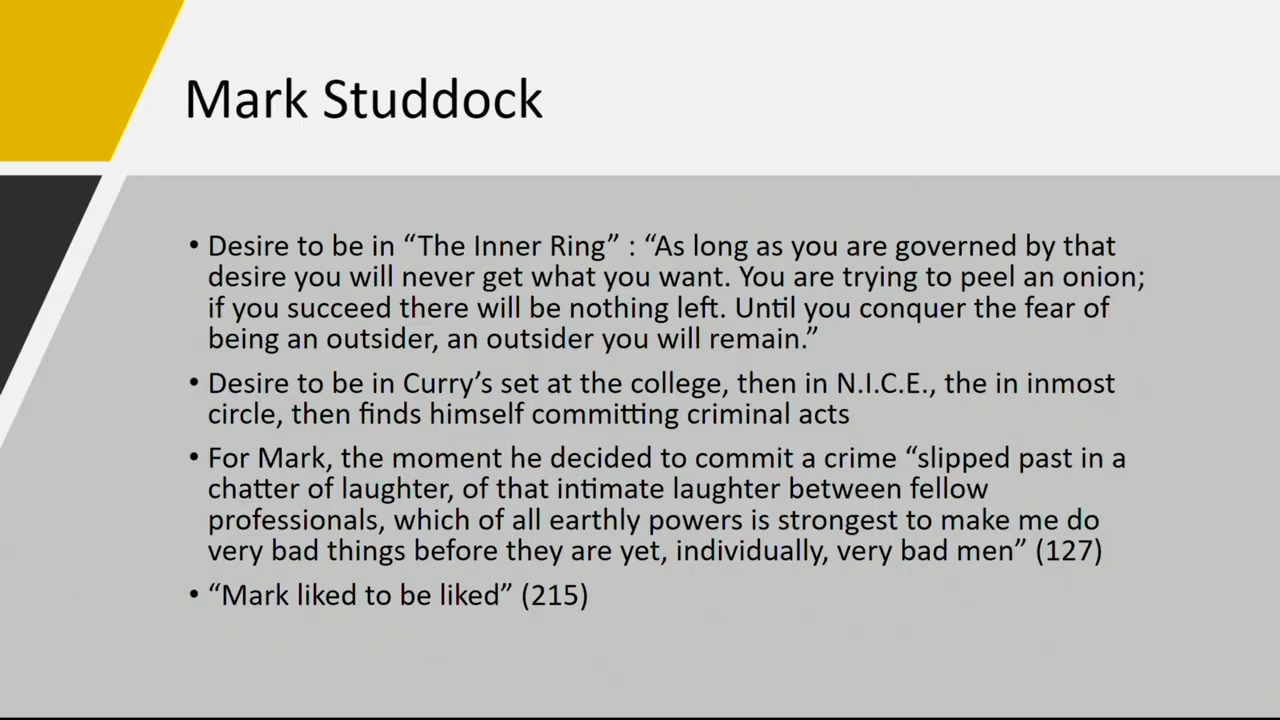 Mark Studdock
• Desire to be in “The Inner Ring” : “As long as you are governed by that
desire you will never get what you want. You are trying to peel an onion;
if you succeed there will be nothing left. Until you conquer the fear of
being an outsider, an outsider you will remain.”
• Desire to be in Curry’s set at the college, then in N.I.C.E., the in inmost
circle, then finds himself committing criminal acts
• For Mark, the moment he decided to commit a crime “slipped past in a
chatter of laughter, of that intimate laughter between fellow
professionals, which of all earthly powers is strongest to make me do
very bad things before they are yet, individually, very bad men” (127)
• “Mark liked to be liked” (215)